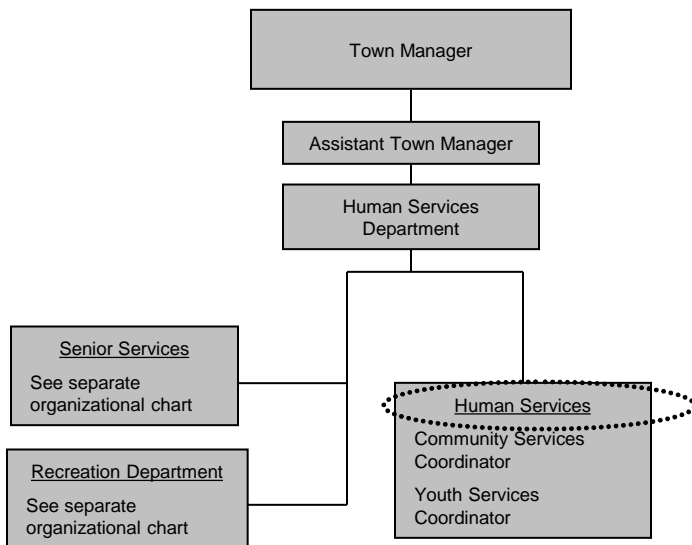 Town Manager
Assistant Town Manager
Human Services
Department
Senior Services
See separate
organizational chart
Recreation Department
See separate
organizational chart
Human Services
Community Services
Coordinator
Youth Services
Coordinator